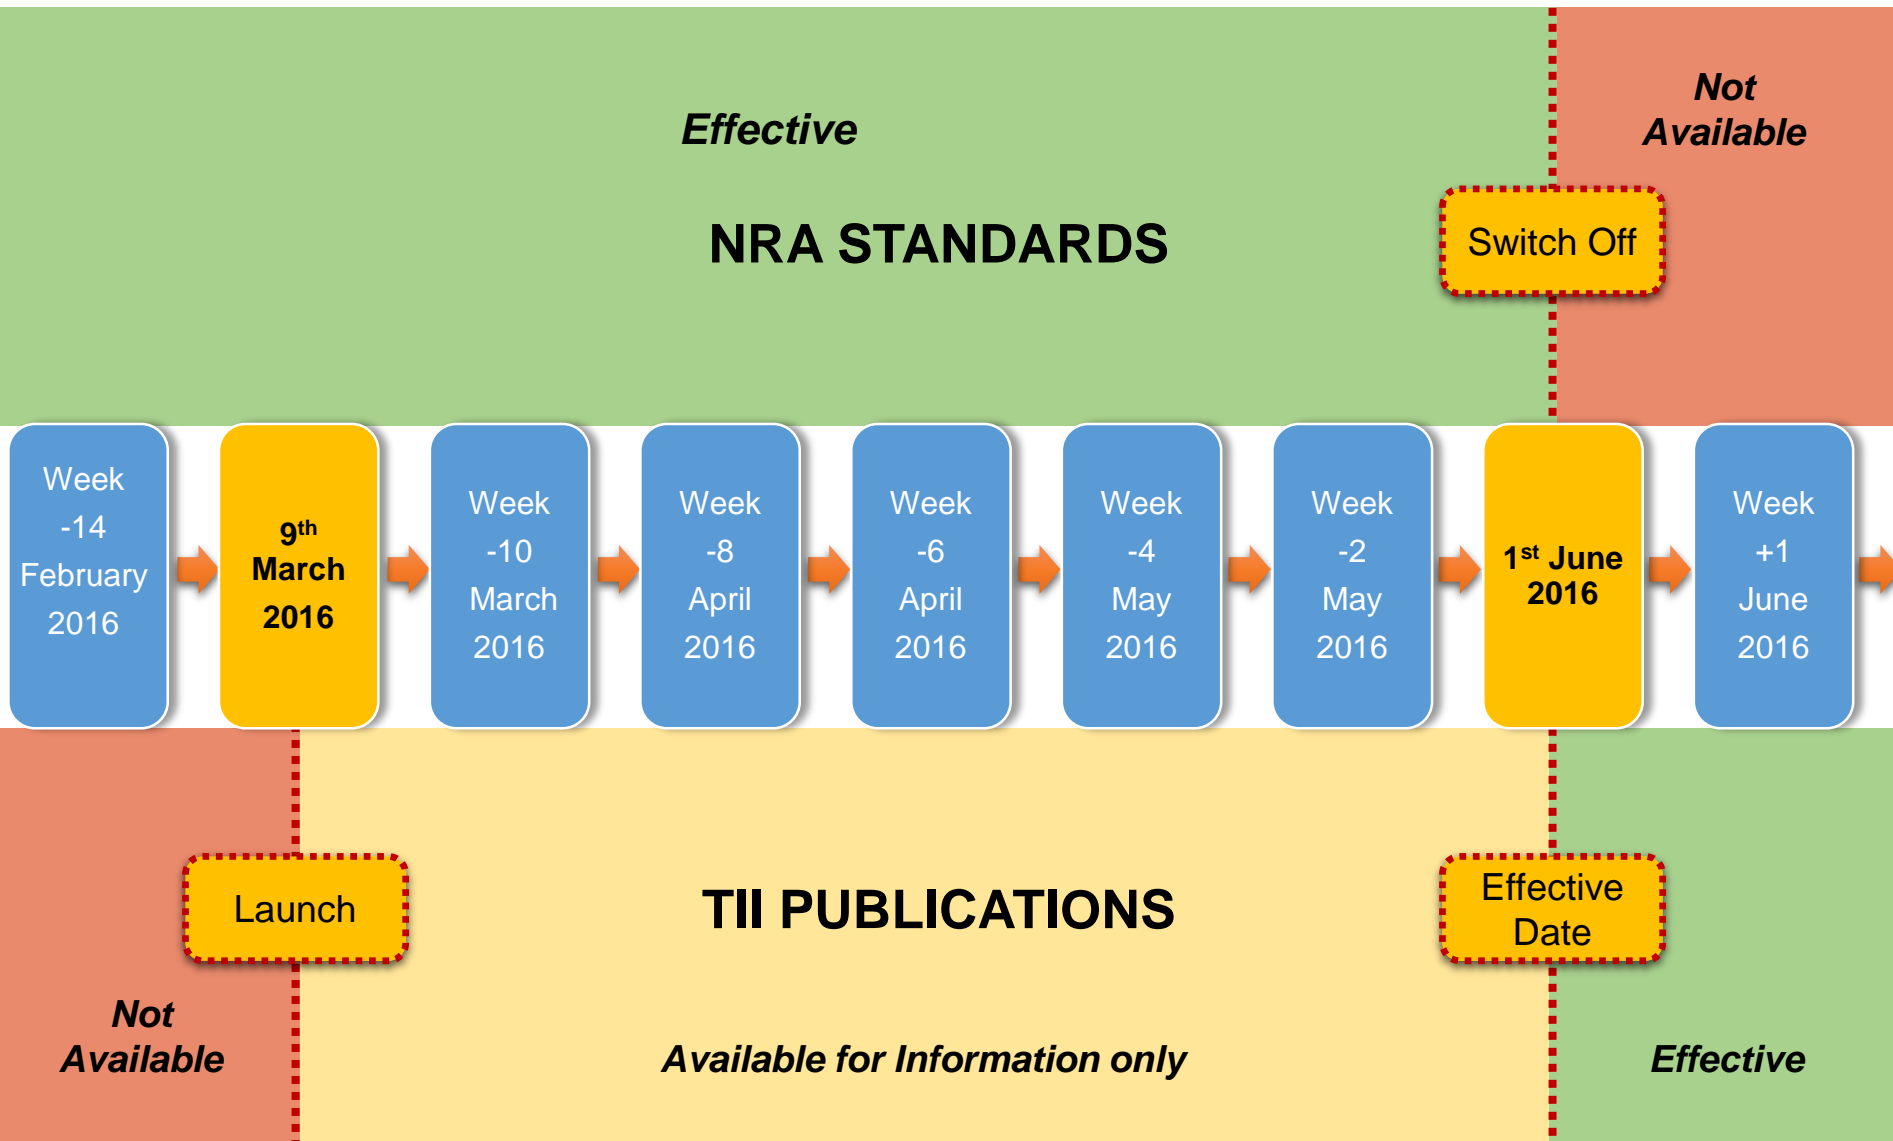 Effective
Not
Available
NRA STANDARDS
Switch Off
Week
-14
February
2016
9th
March
2016
Week
-10
March
2016
Week
-8
April
2016
Week
-6
April
2016
Week
-4
May
2016
Week
-2
May
2016
1st June
2016
Week
+1
June
2016
Launch
TII PUBLICATIONS
Effective
Date
Not
Available
Available for Information only
Effective